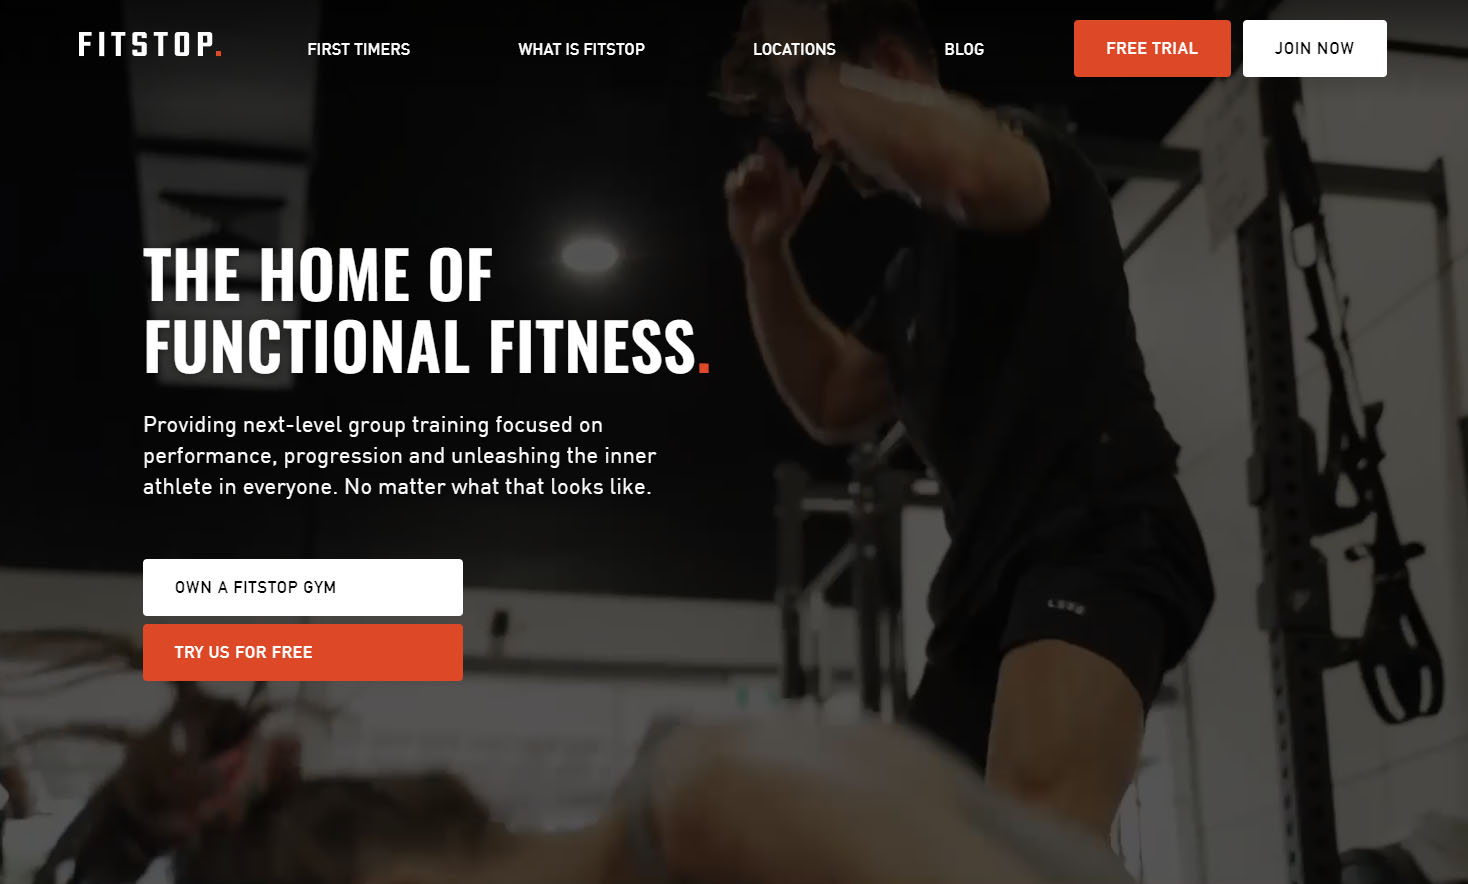 FITSTOP.
FIRST TIMERS
WHAT IS FITSTOP
LOCATIONS
BLOG
FREE TRIAL
JOIN NOW
THE HOME OF
FUNCTIONAL FITNESS.
Providing next-level group training focused on
performance, progression and unleashing the inner
athlete in everyone. No matter what that looks like.
OWN A FITSTOP GYM
TRY US FOR FREE